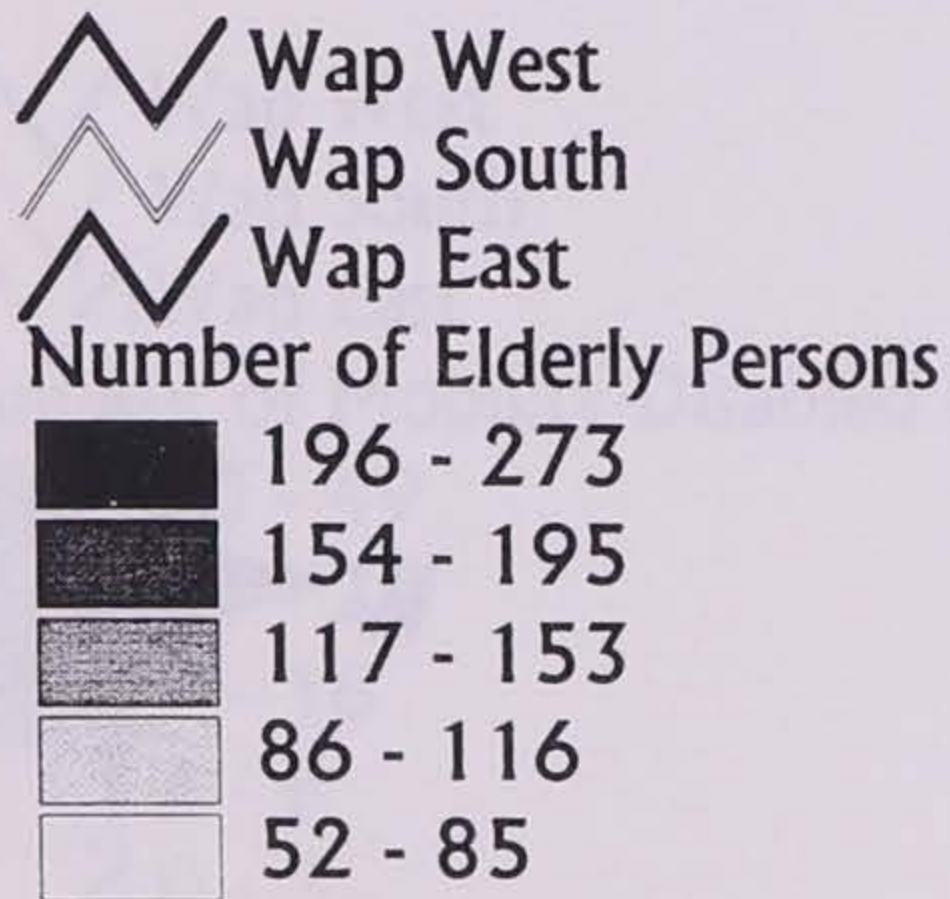 Wap West
Wap South
Wap East
Number of Elderly Persons
196 - 273
154 - 195
117 - 153
86 - 116
52 - 85